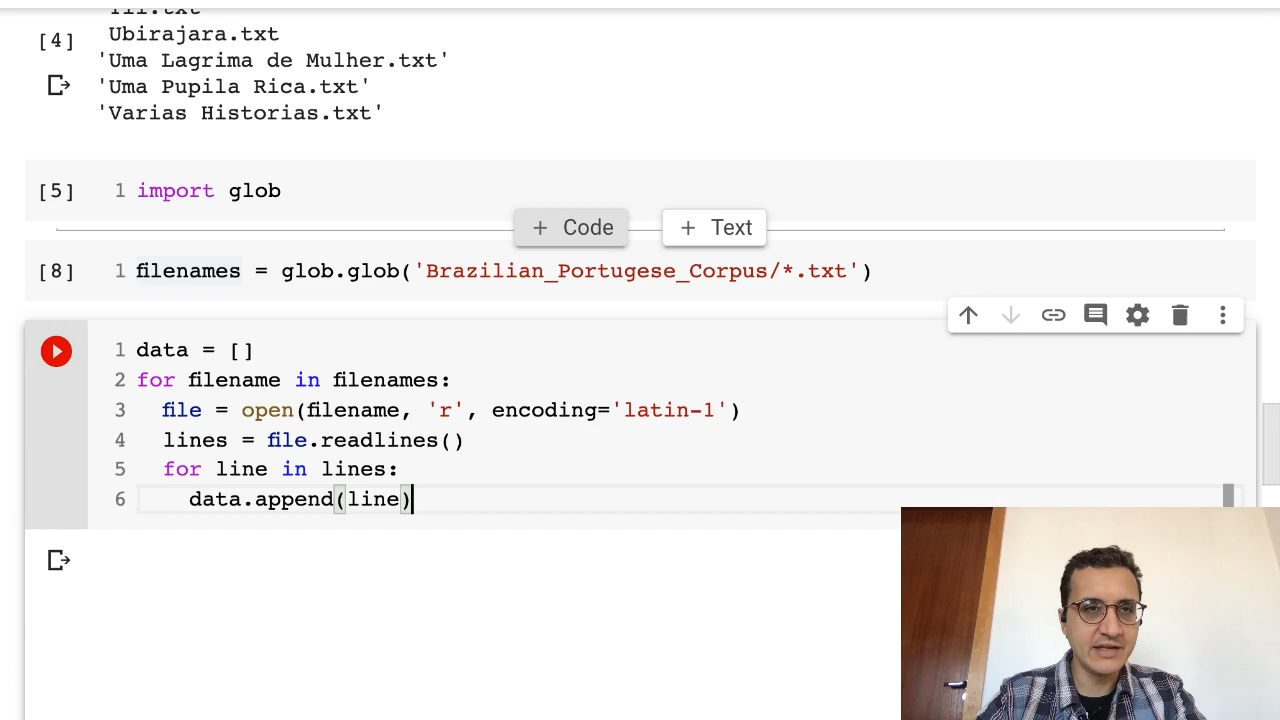 [4]
Ubirajara.txt
'Uma Lagrima de Mulher.txt'
'Uma Pupila Rica.txt'
'Varias Historias.txt'
[5] 1 import glob
+ Code + Text
[8] 1 filenames = glob.glob('Brazilian_Portugese_Corpus/*.txt')
1 data = []
2 for filename in filenames:
3 file = open(filename, 'r', encoding='latin-1')
4 lines = file.readlines()
5 for line in lines:
6 data.append(line)